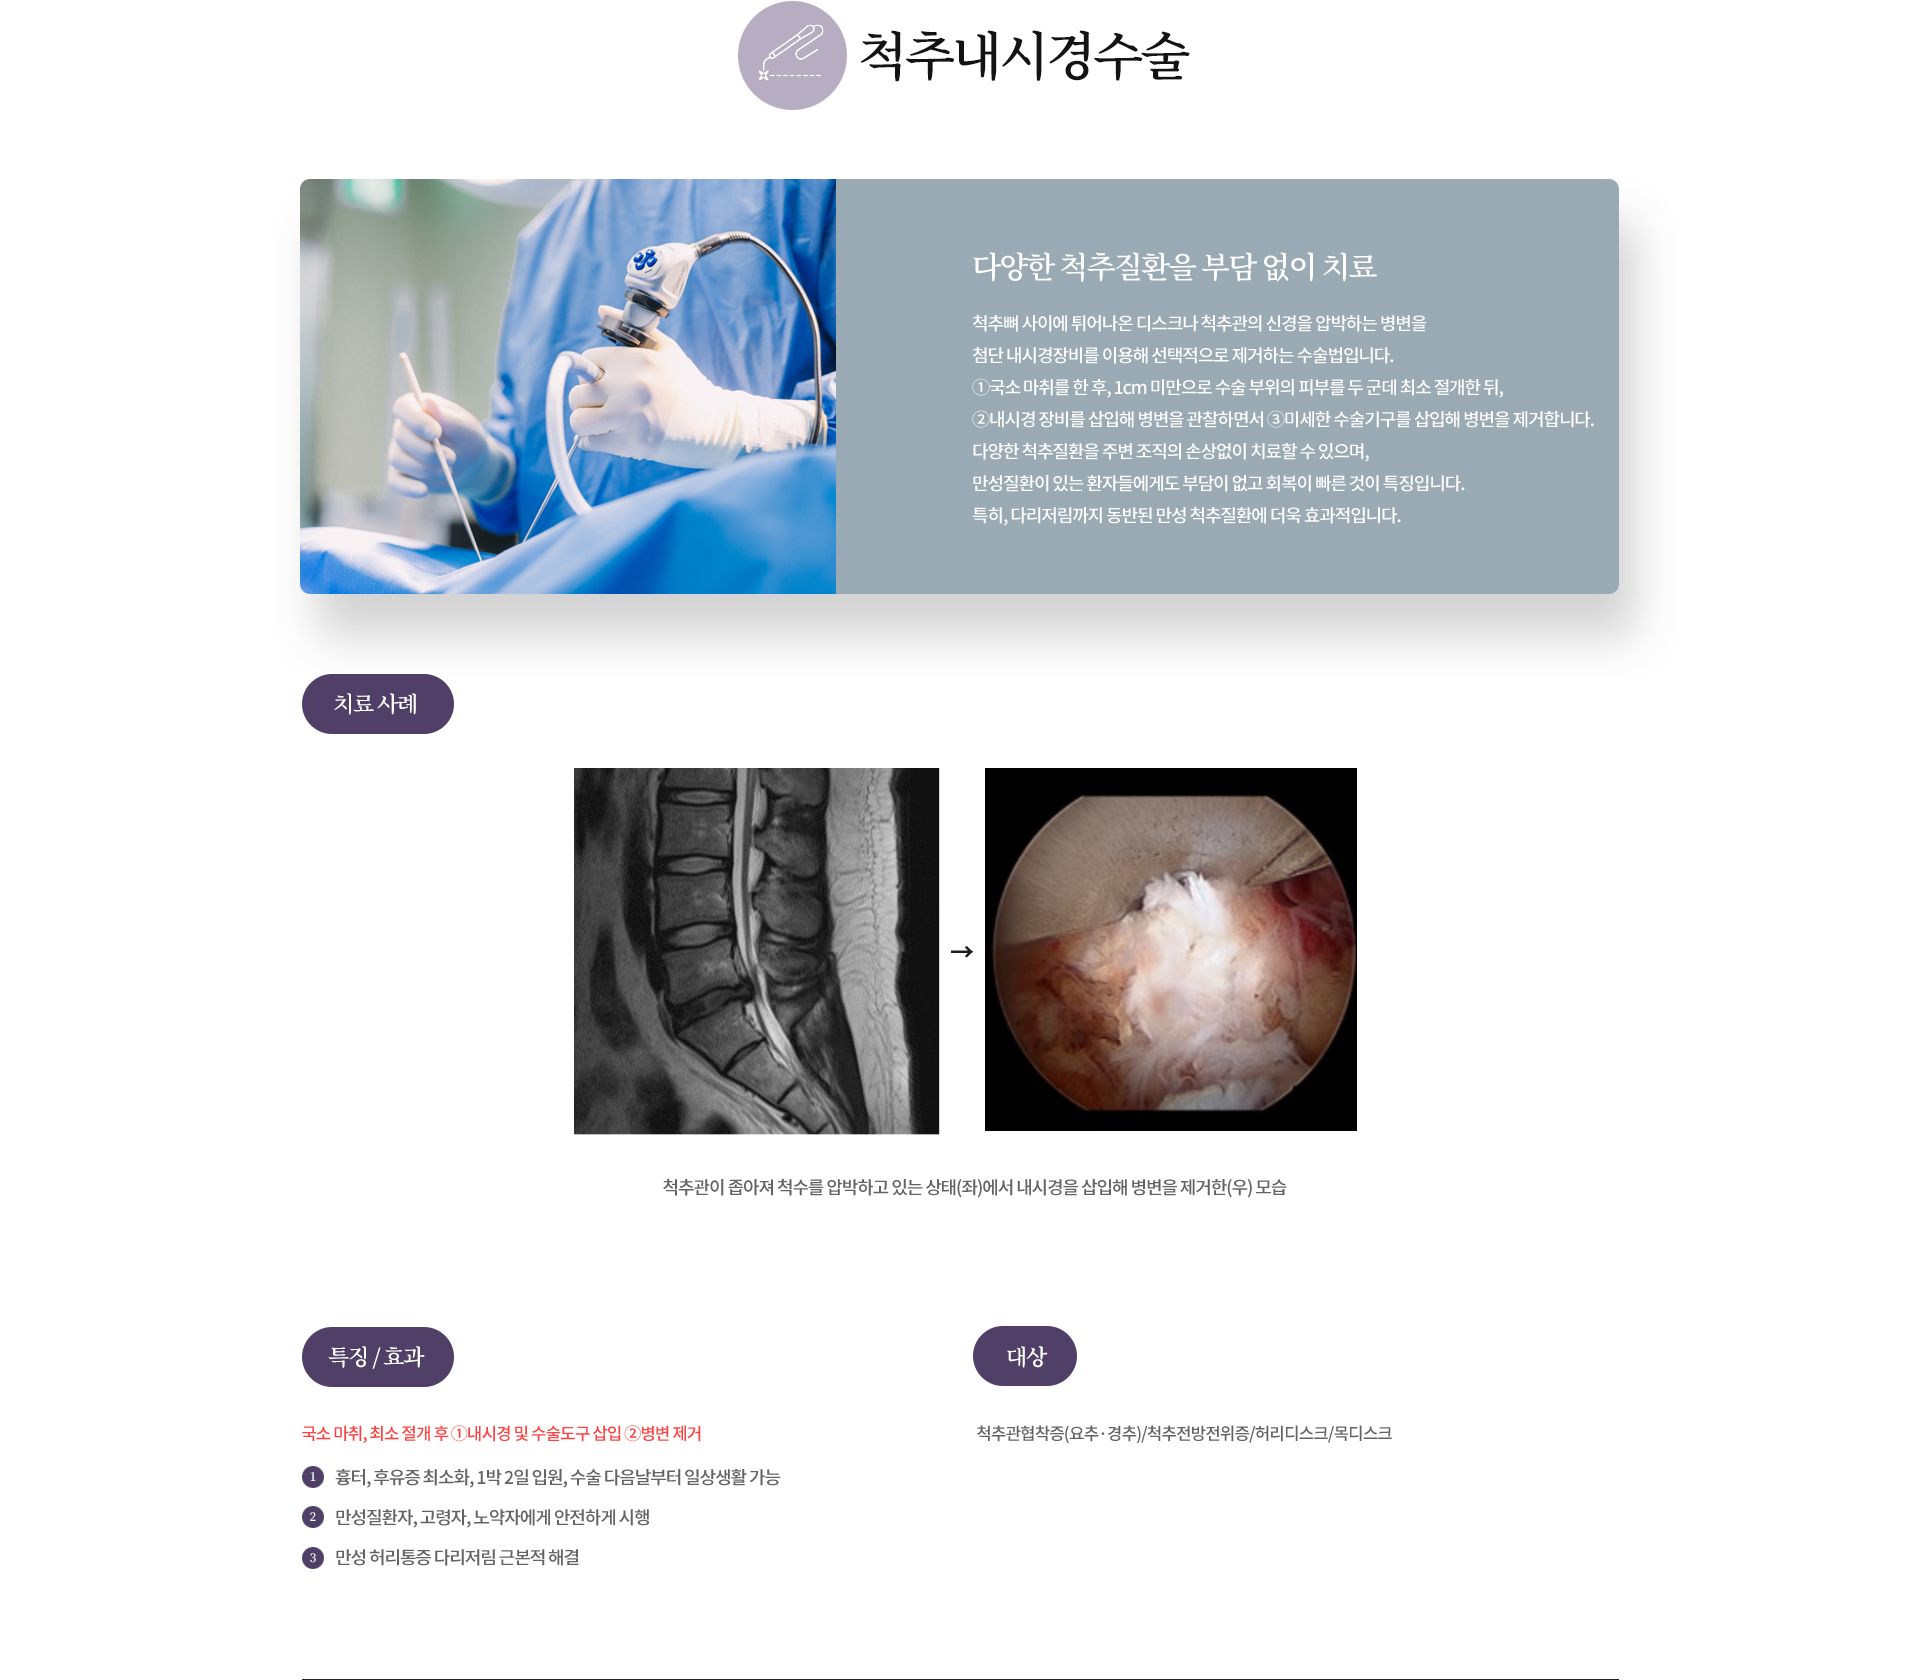 척추내시경수술
다양한 척추질환을 부담 없이 치료
척추뼈 사이에 튀어나온 디스크나 척추관의 신경을 압박하는 병변을
첨단 내시경장비를 이용해 선택적으로 제거하는 수술법입니다.
①국소 마취를 한 후, 1cm 미만으로 수술 부위의 피부를 두 군데 최소 절개한 뒤,
②내시경 장비를 삽입해 병변을 관찰하면서 ③미세한 수술기구를 삽입해 병변을 제거합니다.
다양한 척추질환을 주변 조직의 손상없이 치료할 수 있으며,
만성질환이 있는 환자들에게도 부담이 없고 회복이 빠른 것이 특징입니다.
특히, 다리저림까지 동반된 만성 척추질환에 더욱 효과적입니다.
치료 사례
→
척추관이 좁아져 척수를 압박하고 있는 상태(좌)에서 내시경을 삽입해 병변을 제거한(우) 모습
특징 / 효과
국소 마취, 최소 절개 후 ①내시경 및 수술도구 삽입 ②병변 제거
1 흉터, 후유증 최소화, 1박 2일 입원, 수술 다음날부터 일상생활 가능
2 만성질환자, 고령자, 노약자에게 안전하게 시행
3 만성 허리통증 다리저림 근본적 해결
대상
척추관협착증(요추·경추)/척추전방전위증/허리디스크/목디스크